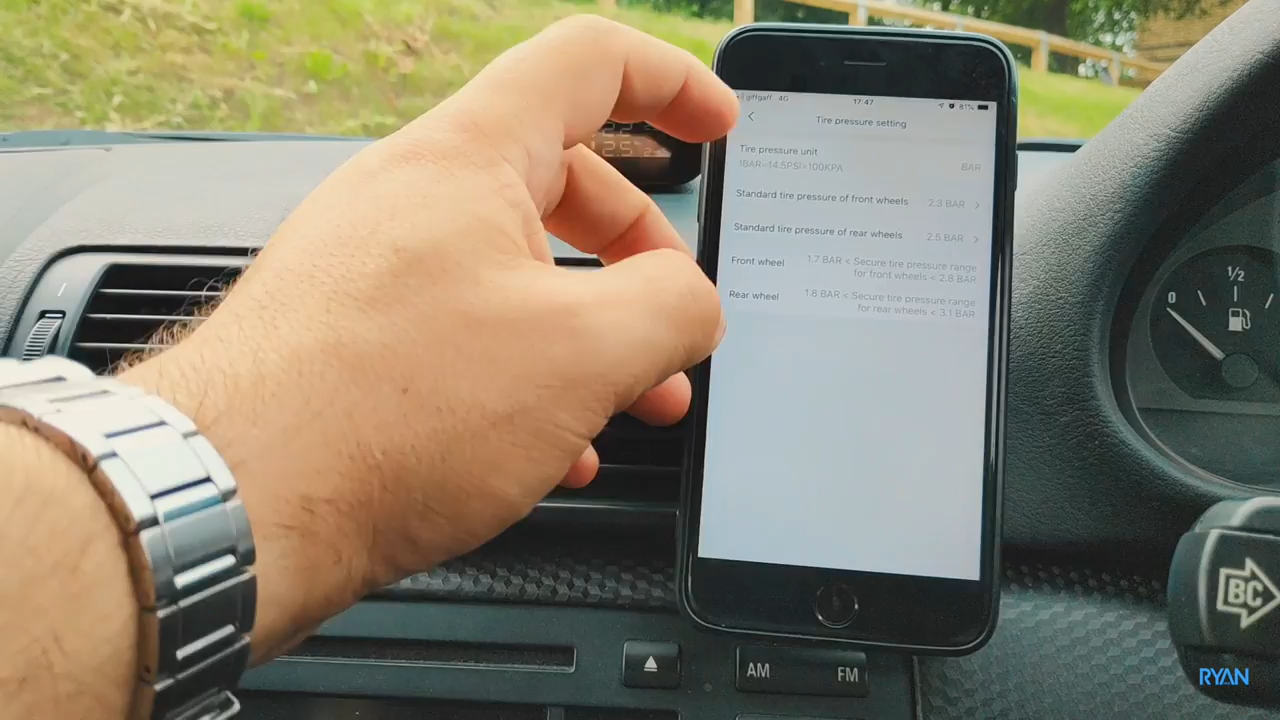 giffgaff 4G 17:47 81%
Tire pressure setting
Tire pressure unit
1BAR≈14.5PSI≈100KPA
BAR
Standard tire pressure of front wheels 2.3 BAR
Standard tire pressure of rear wheels 2.5 BAR
Front wheel 1.7 BAR < Secure tire pressure range
for front wheels < 2.8 BAR
Rear wheel 1.8 BAR < Secure tire pressure range
for rear wheels < 3.1 BAR
0 1/2
AM FM
BC
RYAN